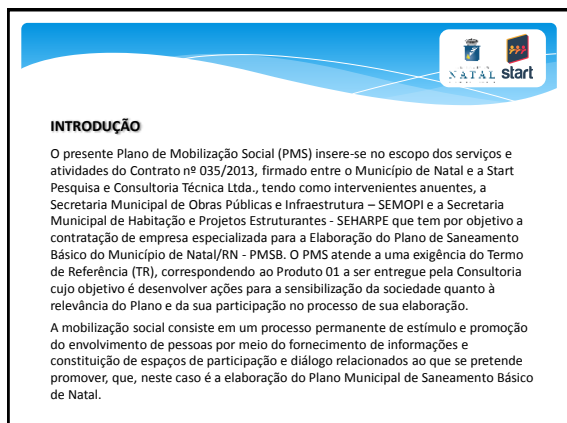 NATAL start
INTRODUÇÃO
O presente Plano de Mobilização Social (PMS) insere-se no escopo dos serviços e
atividades do Contrato nº 035/2013, firmado entre o Município de Natal e a Start
Pesquisa e Consultoria Técnica Ltda., tendo como intervenientes anuentes, a
Secretaria Municipal de Obras Públicas e Infraestrutura – SEMOPI e a Secretaria
Municipal de Habitação e Projetos Estruturantes - SEHARPE que tem por objetivo a
contratação de empresa especializada para a Elaboração do Plano de Saneamento
Básico do Município de Natal/RN - PMSB. O PMS atende a uma exigência do Termo
de Referência (TR), correspondendo ao Produto 01 a ser entregue pela Consultoria
cujo objetivo é desenvolver ações para a sensibilização da sociedade quanto à
relevância do Plano e da sua participação no processo de sua elaboração.
A mobilização social consiste em um processo permanente de estímulo e promoção
do envolvimento de pessoas por meio do fornecimento de informações e
constituição de espaços de participação e diálogo relacionados ao que se pretende
promover, que, neste caso é a elaboração do Plano Municipal de Saneamento Básico
de Natal.